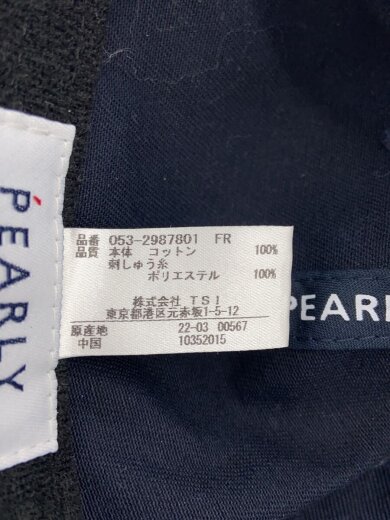 品番 053-2987801 FR
品質 本体 コットン 100%
刺しゅう糸
ポリエステル 100%
株式会社 TSI
東京都港区元赤坂1-5-12
原産地 22-03 00567
中国 10352015
PEARLY
PEARL